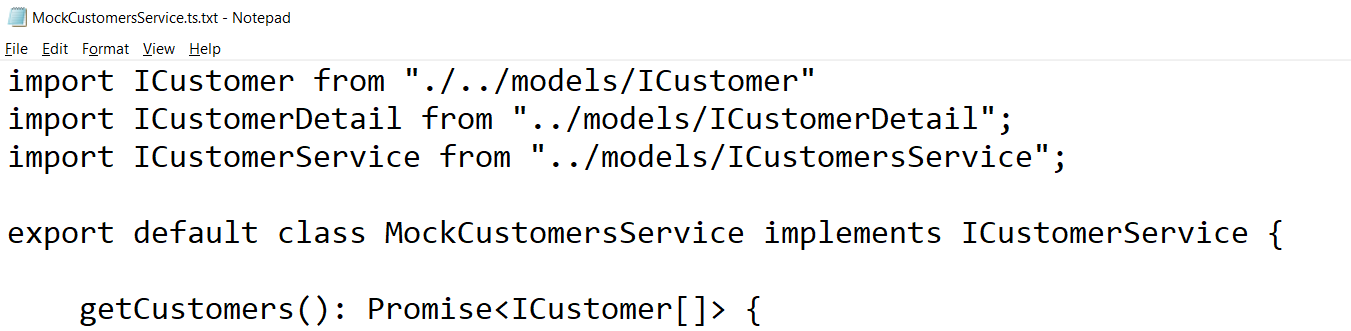 MockCustomersService.ts.txt - Notepad
File Edit Format View Help
import ICustomer from "./../models/ICustomer"
import ICustomerDetail from "../models/ICustomerDetail";
import ICustomerService from "../models/ICustomersService";
export default class MockCustomersService implements ICustomerService {
getCustomers(): Promise<ICustomer[]> {